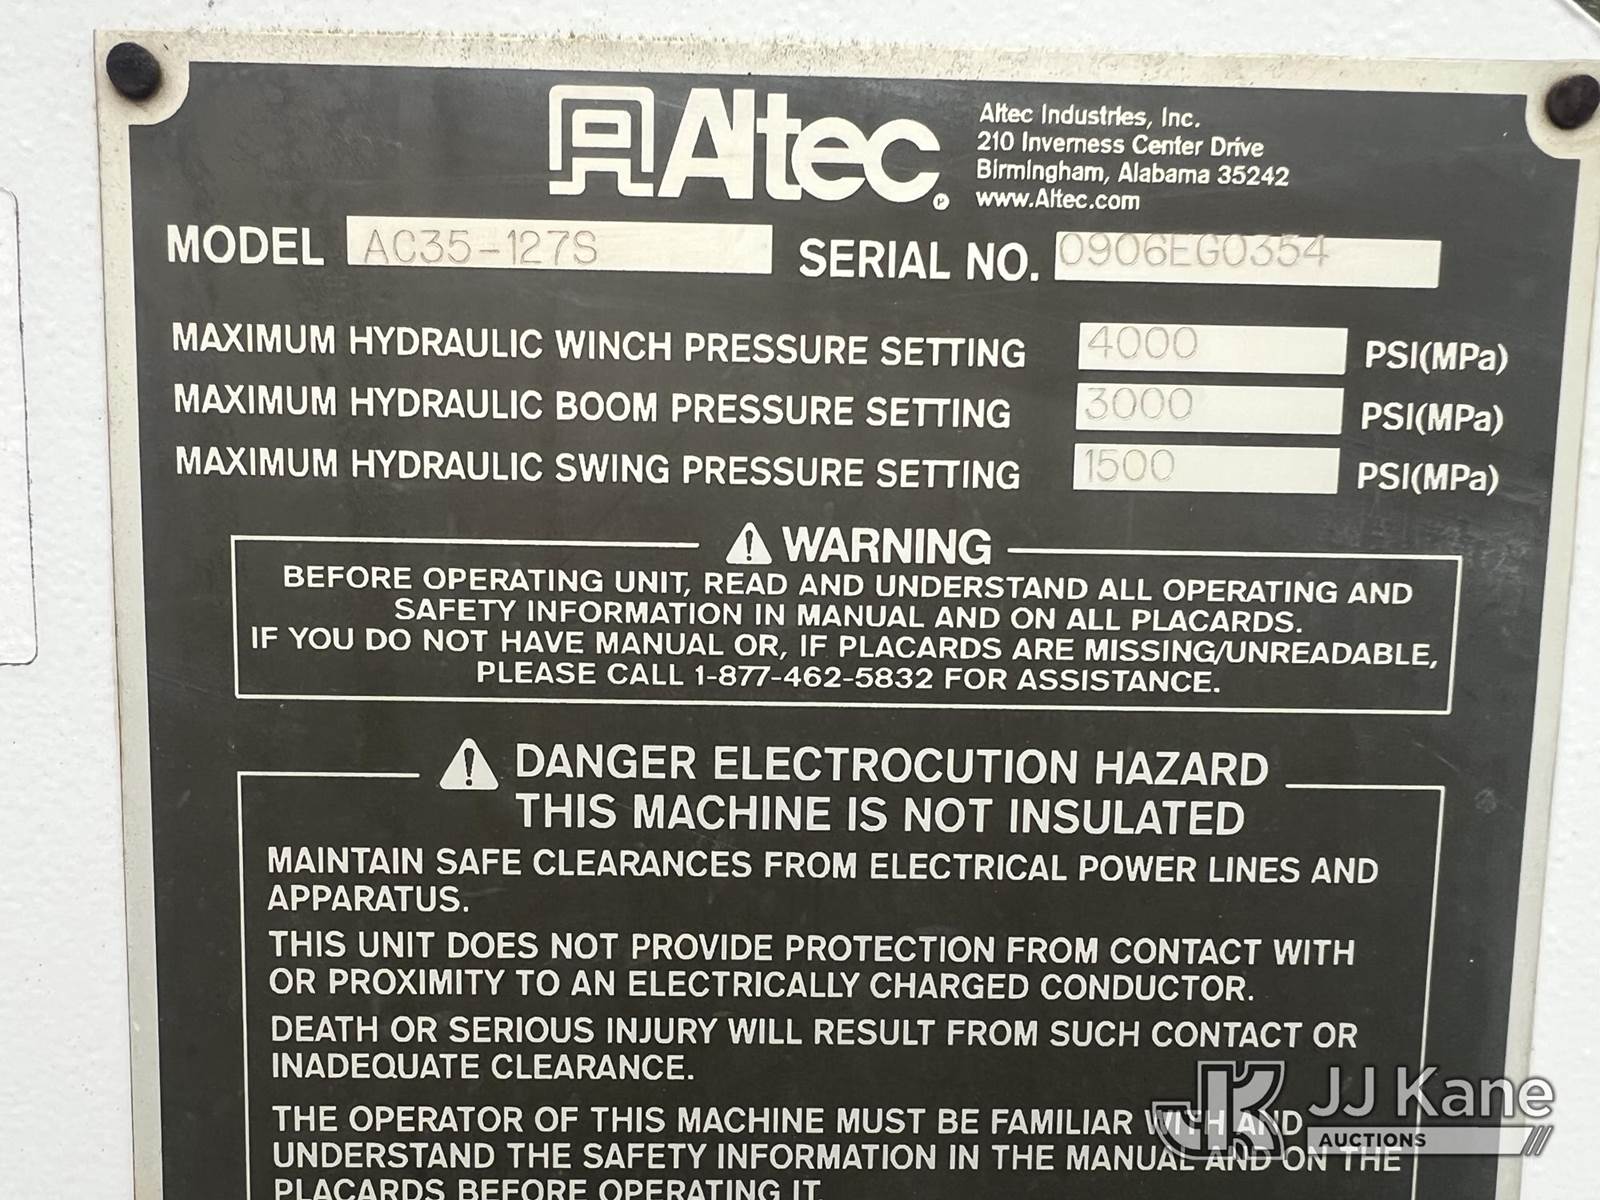 Altec
Altec Industries, Inc.
210 Inverness Center Drive
Birmingham, Alabama 35242
www.Altec.com
MODEL AC35-127S SERIAL NO. 0906EG0354
MAXIMUM HYDRAULIC WINCH PRESSURE SETTING 4000 PSI(MPa)
MAXIMUM HYDRAULIC BOOM PRESSURE SETTING 3000 PSI(MPa)
MAXIMUM HYDRAULIC SWING PRESSURE SETTING 1500 PSI(MPa)
WARNING
BEFORE OPERATING UNIT, READ AND UNDERSTAND ALL OPERATING AND
SAFETY INFORMATION IN MANUAL AND ON ALL PLACARDS.
IF YOU DO NOT HAVE MANUAL OR, IF PLACARDS ARE MISSING/UNREADABLE,
PLEASE CALL 1-877-462-5832 FOR ASSISTANCE.
DANGER ELECTROCUTION HAZARD
THIS MACHINE IS NOT INSULATED
MAINTAIN SAFE CLEARANCES FROM ELECTRICAL POWER LINES AND
APPARATUS.
THIS UNIT DOES NOT PROVIDE PROTECTION FROM CONTACT WITH
OR PROXIMITY TO AN ELECTRICALLY CHARGED CONDUCTOR.
DEATH OR SERIOUS INJURY WILL RESULT FROM SUCH CONTACT OR
INADEQUATE CLEARANCE.
THE OPERATOR OF THIS MACHINE MUST BE FAMILIAR WITH AND
UNDERSTAND THE SAFETY INFORMATION IN THE MANUAL AND ON THE
PLACARDS BEFORE OPERATING IT.
JK JJ Kane
AUCTIONS